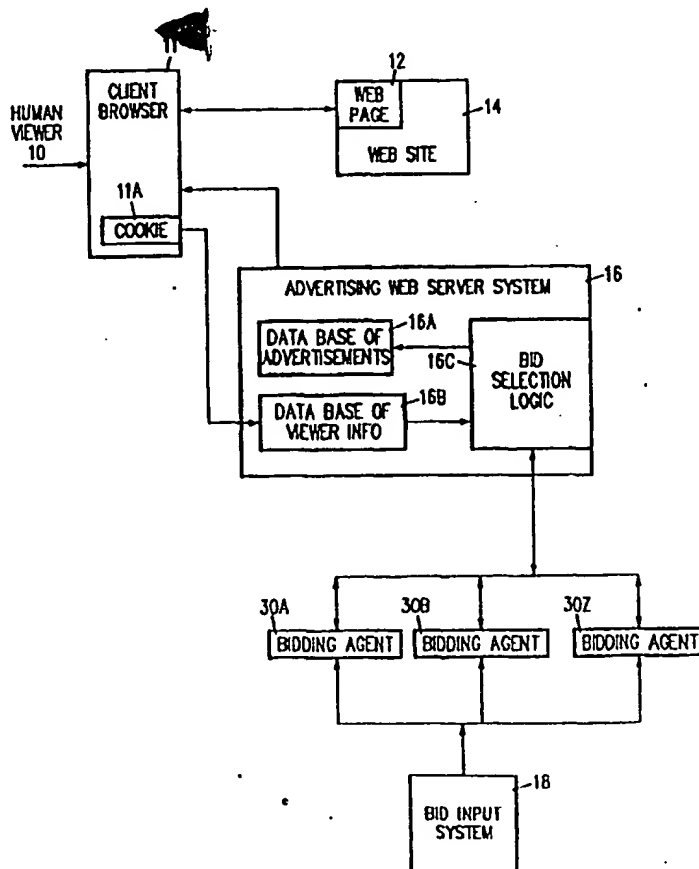 CLIENT
BROWSER
HUMAN
VIEWER
10
11A
COOKIE
12
WEB
PAGE
14
WEB SITE
16
ADVERTISING WEB SERVER SYSTEM
16A
DATA BASE OF
ADVERTISEMENTS
16C
BID
SELECTION
LOGIC
16B
DATA BASE OF
VIEWER INFO
30A
BIDDING AGENT
30B
BIDDING AGENT
30Z
BIDDING AGENT
18
BID INPUT
SYSTEM